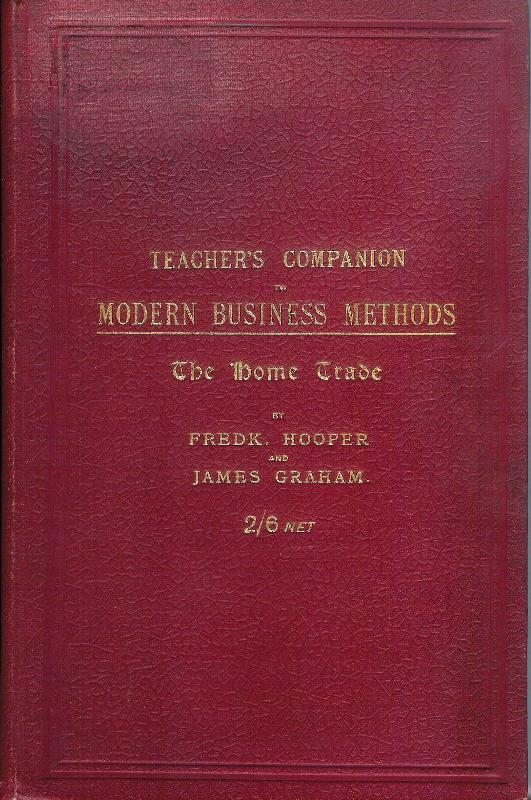 TEACHER'S COMPANION
TO
MODERN BUSINESS METHODS
The Home Trade
BY
FREDK. HOOPER
AND
JAMES GRAHAM.
2/6 NET